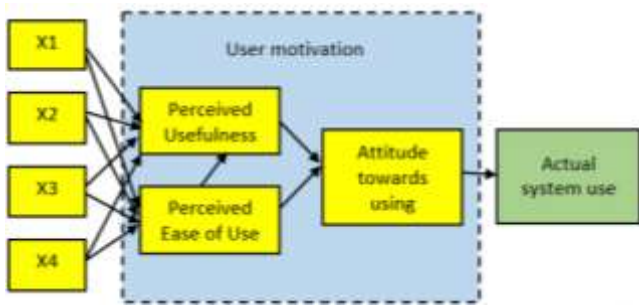 X1
User motivation
X2
Perceived
Usefulness
Attitude
towards
using
Actual
system use
X3
Perceived
Ease of Use
X4